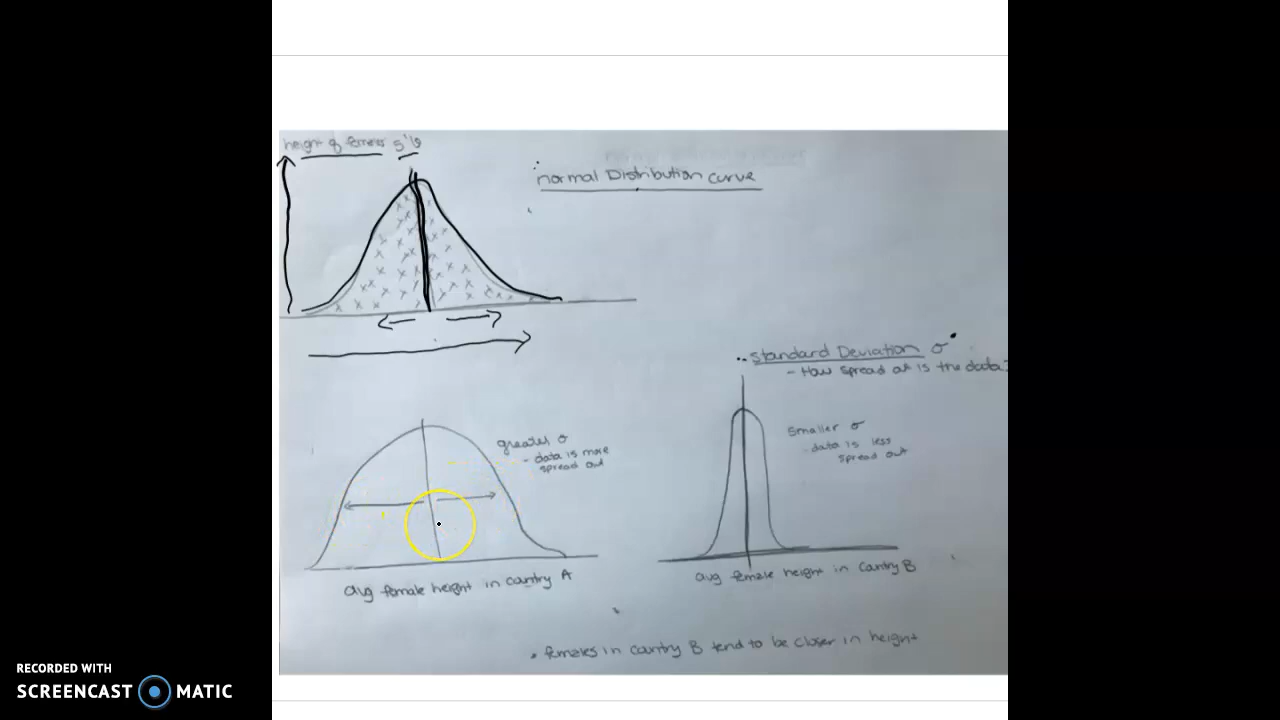 height of females 5'6
normal Distribution curve
standard Deviation σ
- How spread out is the data?
greater σ
- data is more
spread out
smaller σ
- data is less
spread out
avg female height in country A
avg female height in country B
• females in country B tend to be closer in height
RECORDED WITH
SCREENCAST MATIC